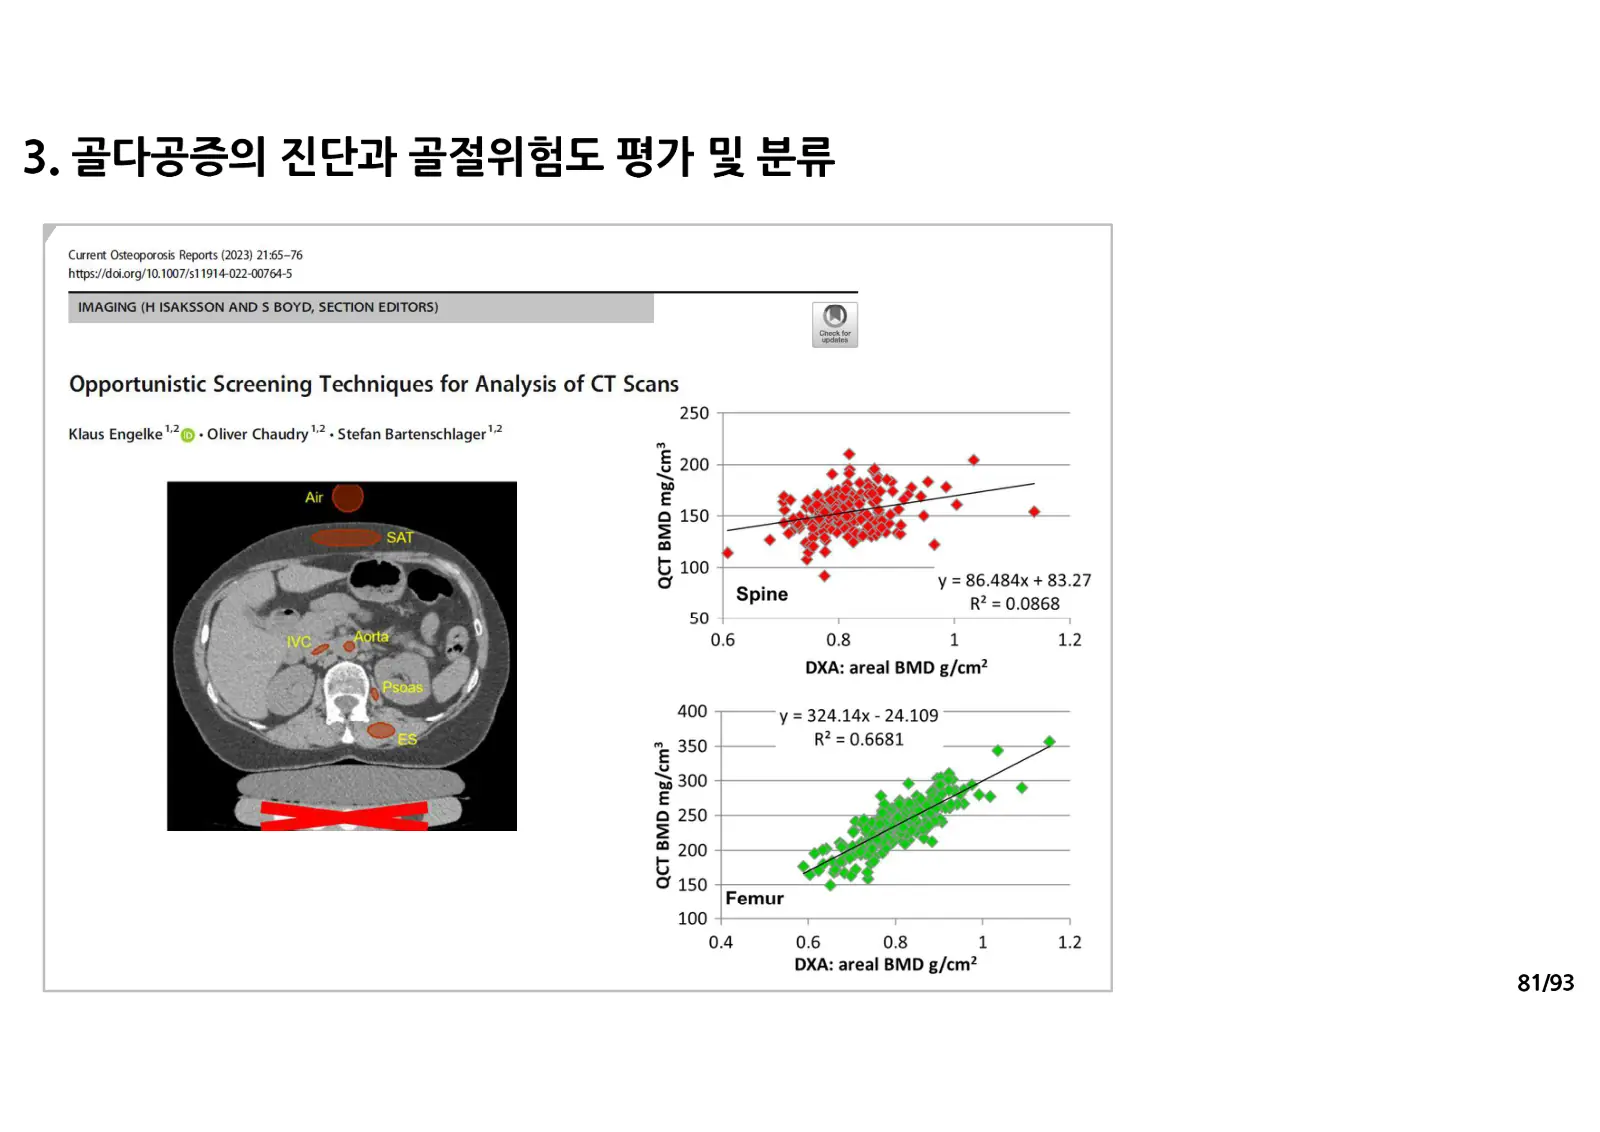 3. 골다공증의 진단과 골절위험도 평가 및 분류
Current Osteoporosis Reports (2023) 21:65–76
https://doi.org/10.1007/s11914-022-00764-5
IMAGING (H ISAKSSON AND S BOYD, SECTION EDITORS)
Check for
updates
Opportunistic Screening Techniques for Analysis of CT Scans
Klaus Engelke 1,2 iD · Oliver Chaudry 1,2 · Stefan Bartenschlager 1,2
Air
SAT
IVC
Aorta
Psoas
ES
QCT BMD mg/cm³
250
200
150
100
50
Spine
y = 86.484x + 83.27
R² = 0.0868
0.6 0.8 1 1.2
DXA: areal BMD g/cm²
QCT BMD mg/cm³
400
350
300
250
200
150
100
y = 324.14x - 24.109
R² = 0.6681
Femur
0.4 0.6 0.8 1 1.2
DXA: areal BMD g/cm²
81/93